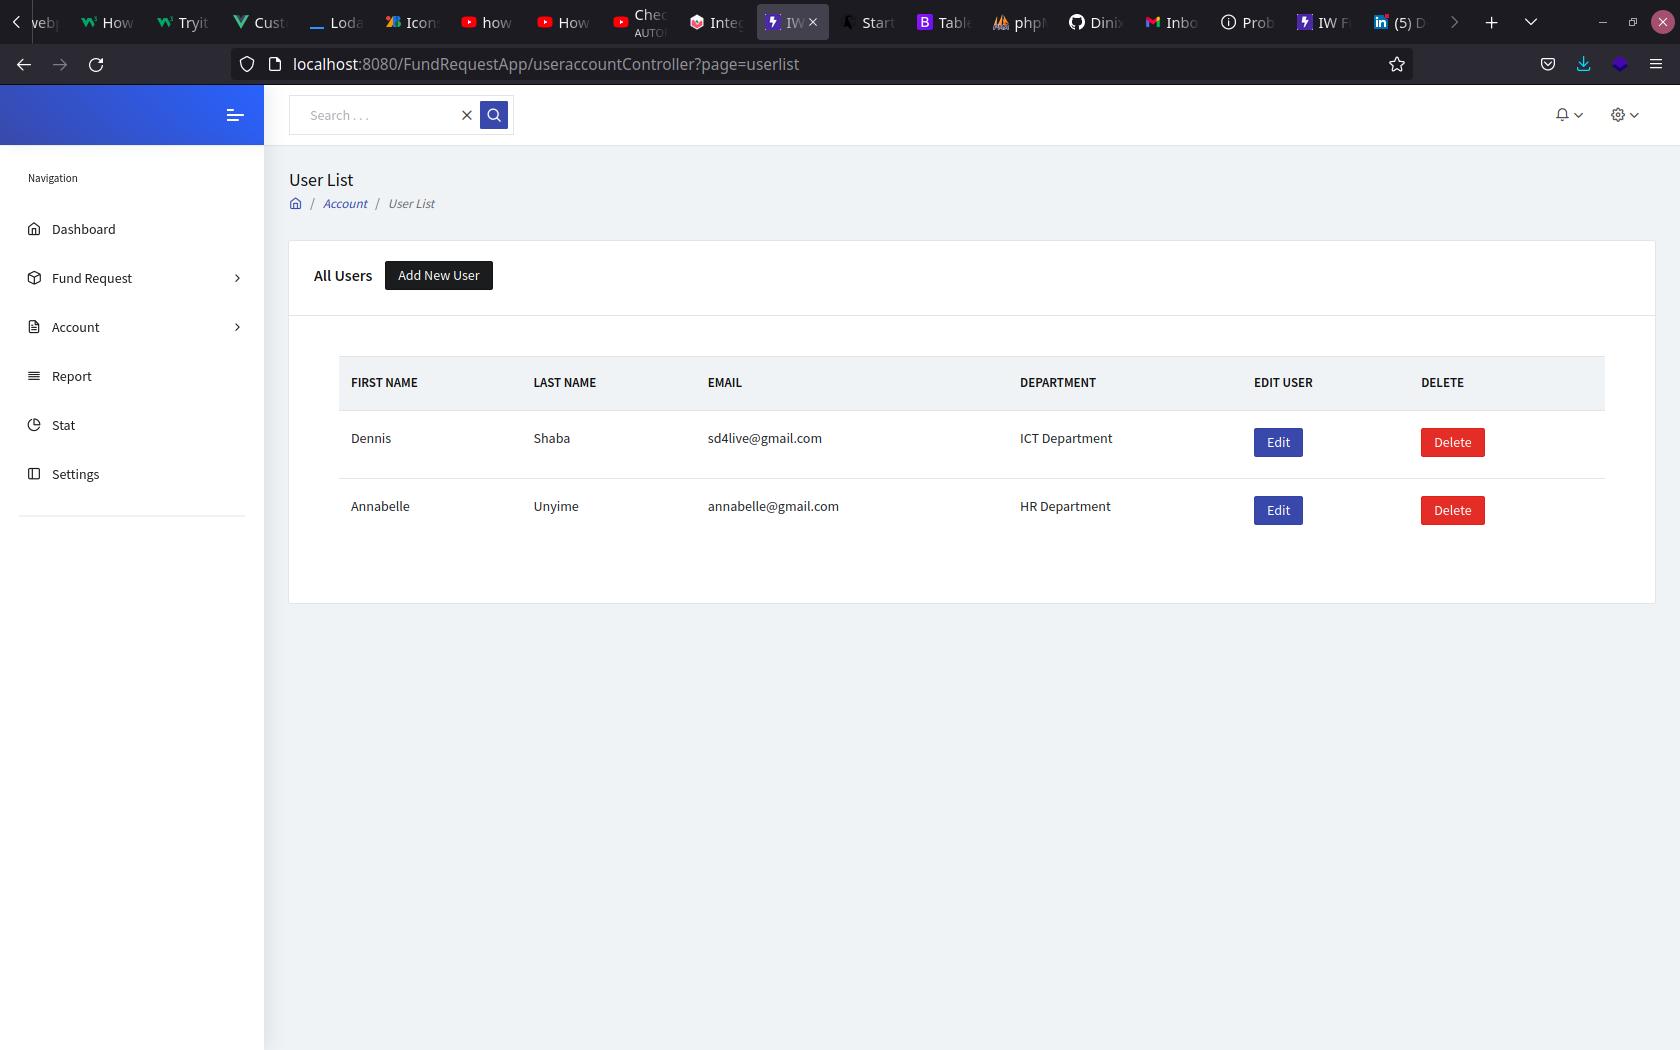 How
Tryit
Cust
Loda
Icon
how
How
Chec
AUTO
Integ
IW
Start
Table
php
Dinix
Inbo
Prob
IW F
(5) D
localhost:8080/FundRequestApp/useraccountController?page=userlist
Search . . .
Navigation
User List
/ Account / User List
Dashboard
Fund Request
Account
Report
Stat
Settings
All Users Add New User
FIRST NAME LAST NAME EMAIL DEPARTMENT EDIT USER DELETE
Dennis Shaba sd4live@gmail.com ICT Department Edit Delete
Annabelle Unyime annabelle@gmail.com HR Department Edit Delete